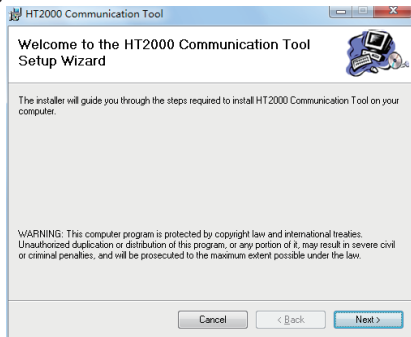 HT2000 Communication Tool
Welcome to the HT2000 Communication Tool
Setup Wizard
The installer will guide you through the steps required to install HT2000 Communication Tool on your
computer.
WARNING: This computer program is protected by copyright law and international treaties.
Unauthorized duplication or distribution of this program, or any portion of it, may result in severe civil
or criminal penalties, and will be prosecuted to the maximum extent possible under the law.
Cancel < Back Next >